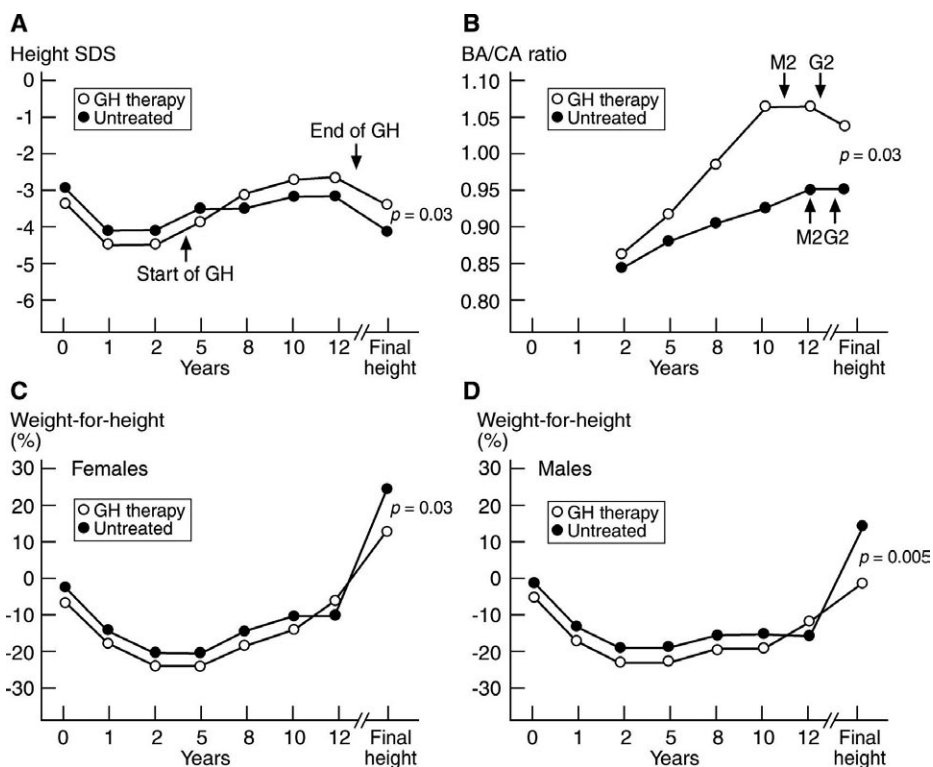 A
Height SDS
0
-1
-2
-3
-4
-5
-6
GH therapy
Untreated
End of GH
Start of GH
p = 0.03
0 1 2 5 8 10 12 Final height
Years
B
BA/CA ratio
1.10
1.05
1.00
0.95
0.90
0.85
0.80
GH therapy
Untreated
M2 G2
p = 0.03
M2 G2
0 1 2 5 8 10 12 Final height
Years
C
Weight-for-height
(%)
30
20
10
0
-10
-20
-30
Females
GH therapy
Untreated
p = 0.03
0 1 2 5 8 10 12 Final height
Years
D
Weight-for-height
(%)
30
20
10
0
-10
-20
-30
Males
GH therapy
Untreated
p = 0.005
0 1 2 5 8 10 12 Final height
Years